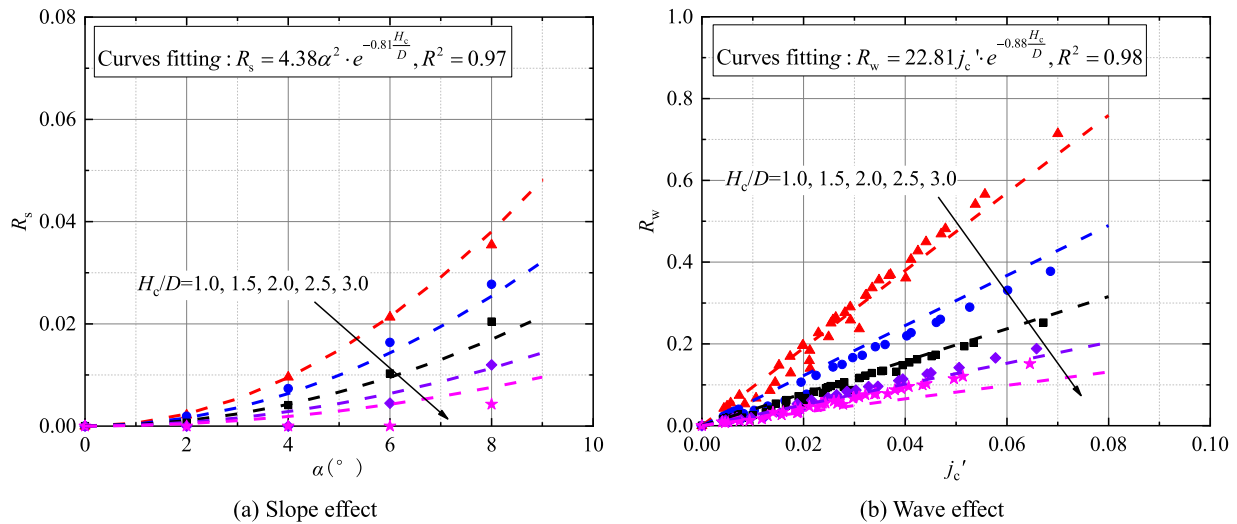 0.08
0.06
0.04
0.02
0.00
R_s
Curves fitting : R_s = 4.38α² · e^{-0.81 H_c/D}, R² = 0.97
H_c/D=1.0, 1.5, 2.0, 2.5, 3.0
0 2 4 6 8 10
α(°)
(a) Slope effect
1.0
0.8
0.6
0.4
0.2
0.0
R_w
Curves fitting : R_w = 22.81 j_c' · e^{-0.88 H_c/D}, R² = 0.98
H_c/D=1.0, 1.5, 2.0, 2.5, 3.0
0.00 0.02 0.04 0.06 0.08 0.10
j_c'
(b) Wave effect